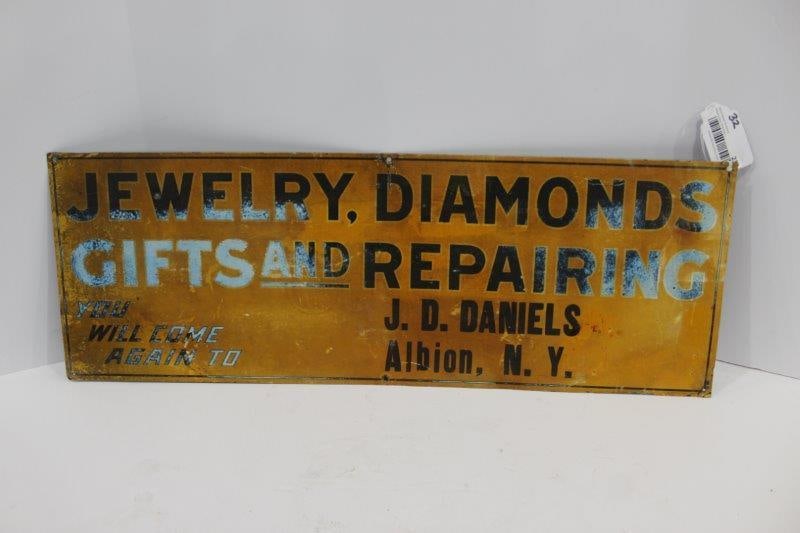 32
JEWELRY, DIAMONDS
GIFTS AND REPAIRING
YOU
WILL COME
AGAIN TO
J. D. DANIELS
Albion, N. Y.